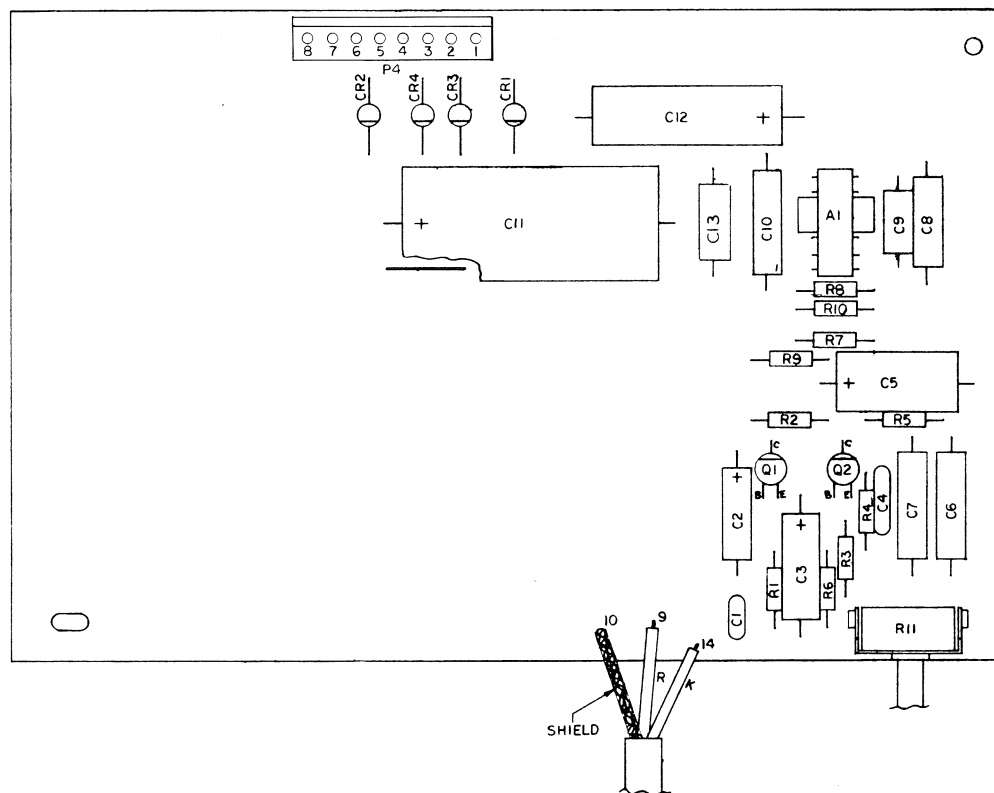 8 7 6 5 4 3 2 1
P4
CR2 CR4 CR3 CR1
C12 +
+ C11
C13
C10
A1
C9
C8
R8
R10
R7
R9
+ C5
R2
R5
C
Q1
B E
C
Q2
B E
+ C2
+ C3
R4
C4
C7
C6
R1
R6
R3
C1
R11
10
9
14
R
K
SHIELD